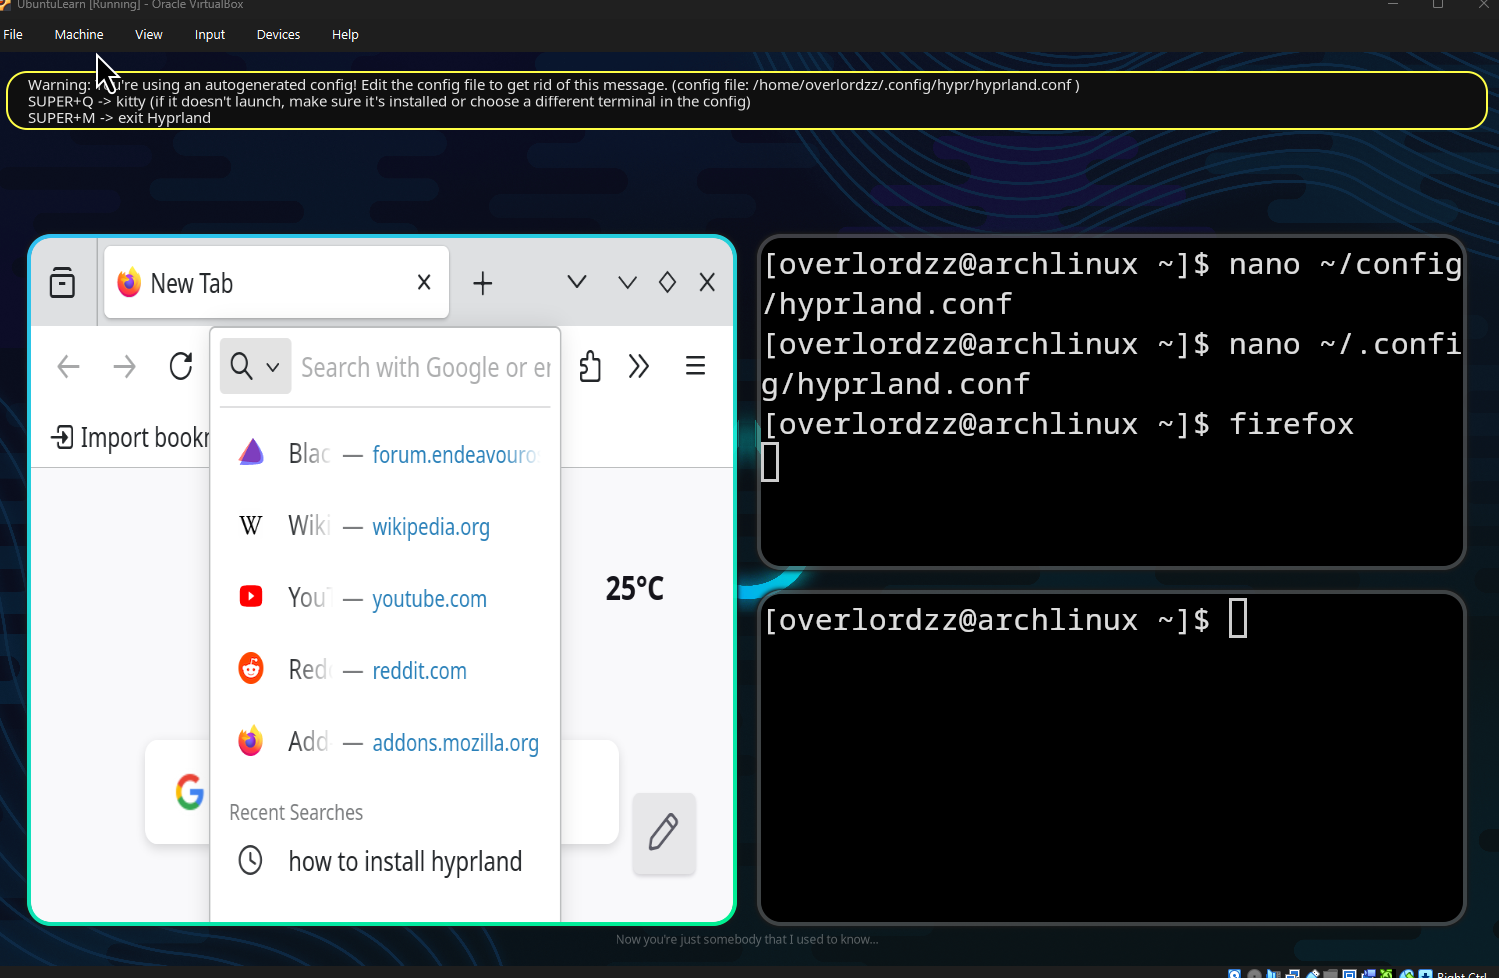 UbuntuLearn [Running] - Oracle VirtualBox
File Machine View Input Devices Help
Warning: You're using an autogenerated config! Edit the config file to get rid of this message. (config file: /home/overlordzz/.config/hypr/hyprland.conf )
SUPER+Q -> kitty (if it doesn't launch, make sure it's installed or choose a different terminal in the config)
SUPER+M -> exit Hyprland
New Tab
Search with Google or er
Import bookr
Blac — forum.endeavouro
Wiki — wikipedia.org
YouT — youtube.com
Redd — reddit.com
Add- — addons.mozilla.org
Recent Searches
how to install hyprland
25°C
[overlordzz@archlinux ~]$ nano ~/config
/hyprland.conf
[overlordzz@archlinux ~]$ nano ~/.confi
g/hyprland.conf
[overlordzz@archlinux ~]$ firefox
[overlordzz@archlinux ~]$
Now you're just somebody that I used to know...
Right Ctrl